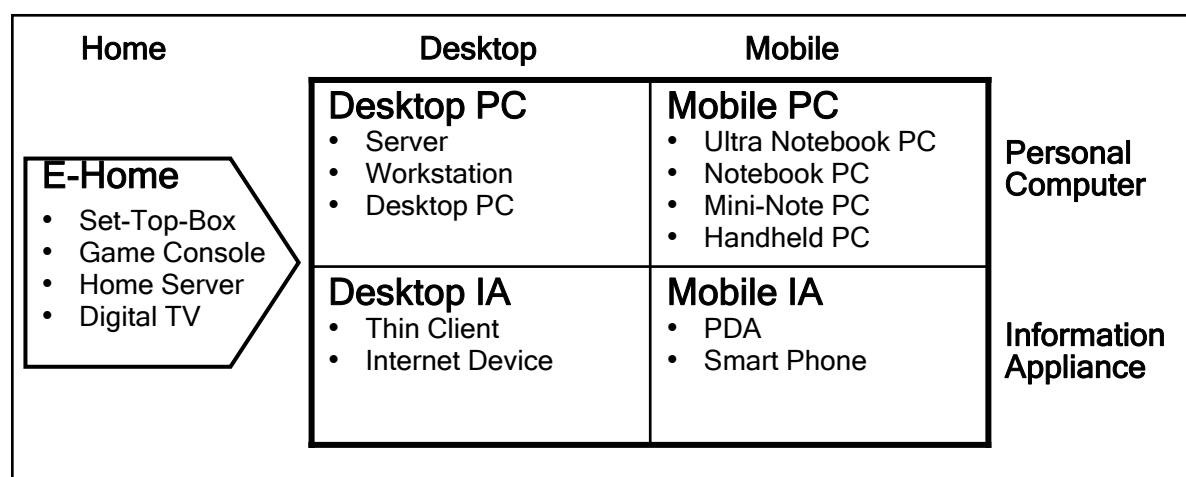 Home
Desktop
Mobile
E-Home
• Set-Top-Box
• Game Console
• Home Server
• Digital TV
Desktop PC
• Server
• Workstation
• Desktop PC
Mobile PC
• Ultra Notebook PC
• Notebook PC
• Mini-Note PC
• Handheld PC
Personal
Computer
Desktop IA
• Thin Client
• Internet Device
Mobile IA
• PDA
• Smart Phone
Information
Appliance